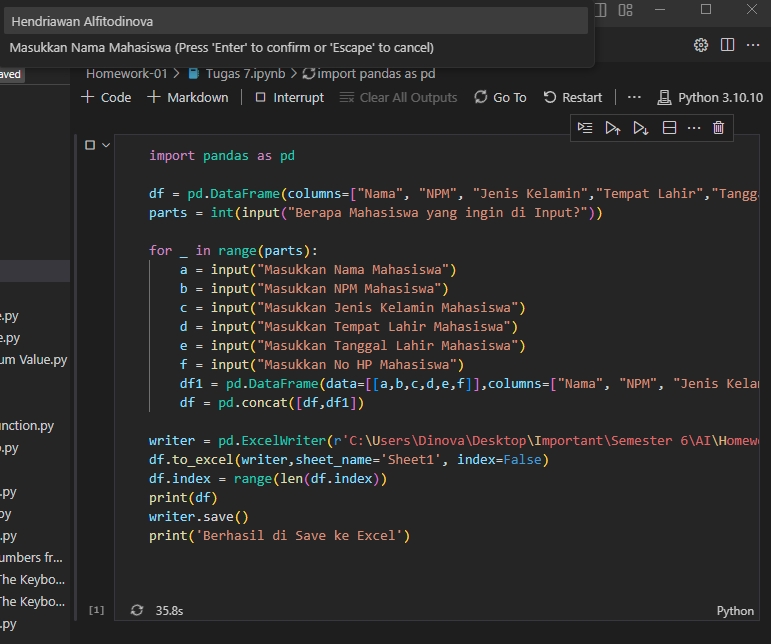 Hendriawan Alfitodinova
Masukkan Nama Mahasiswa (Press 'Enter' to confirm or 'Escape' to cancel)
aved
Homework-01 > Tugas 7.ipynb > import pandas as pd
+ Code + Markdown Interrupt Clear All Outputs Go To Restart ... Python 3.10.10
import pandas as pd
df = pd.DataFrame(columns=["Nama", "NPM", "Jenis Kelamin","Tempat Lahir","Tangg
parts = int(input("Berapa Mahasiswa yang ingin di Input?"))
for _ in range(parts):
a = input("Masukkan Nama Mahasiswa")
b = input("Masukkan NPM Mahasiswa")
c = input("Masukkan Jenis Kelamin Mahasiswa")
d = input("Masukkan Tempat Lahir Mahasiswa")
e = input("Masukkan Tanggal Lahir Mahasiswa")
f = input("Masukkan No HP Mahasiswa")
df1 = pd.DataFrame(data=[[a,b,c,d,e,f]],columns=["Nama", "NPM", "Jenis Kela
df = pd.concat([df,df1])
writer = pd.ExcelWriter(r'C:\Users\Dinova\Desktop\Important\Semester 6\AI\Homew
df.to_excel(writer,sheet_name='Sheet1', index=False)
df.index = range(len(df.index))
print(df)
writer.save()
print('Berhasil di Save ke Excel')
[1] 35.8s Python
e.py
e.py
um Value.py
nction.py
o.py
.py
py
.py
umbers fr...
The Keybo...
The Keybo...
.py